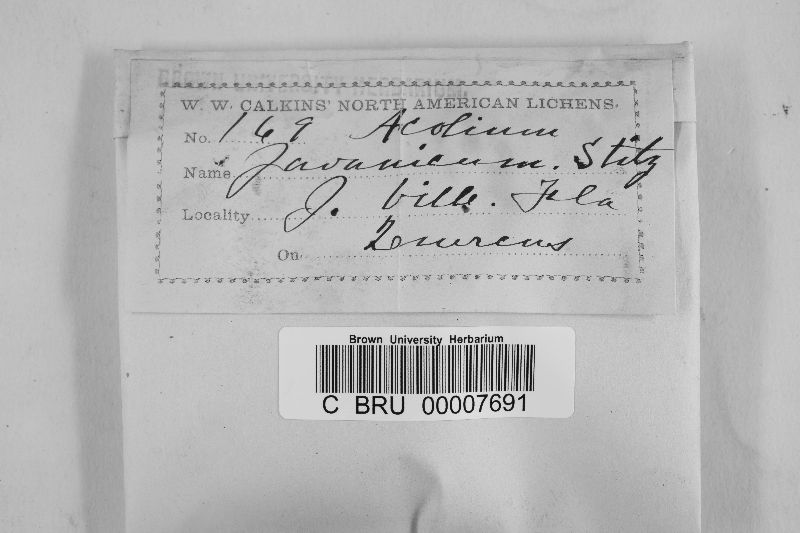 W. W. CALKINS' NORTH AMERICAN LICHENS.
No. 169 Acolium
Name Javanicum. Stitz
Locality J. ville. Fla
On Quercus
Brown University Herbarium
C BRU 00007691